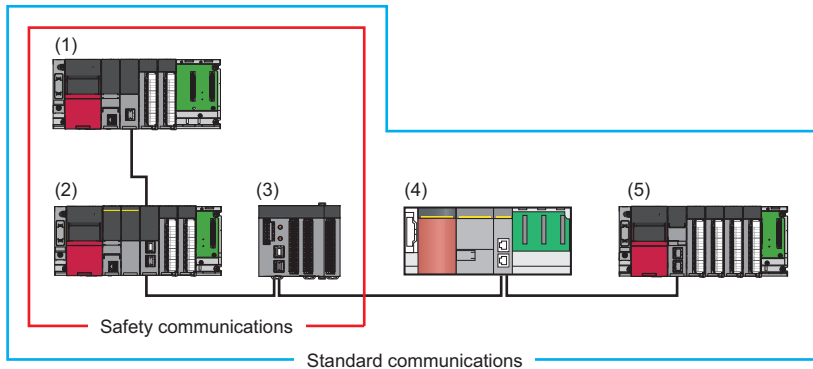 (1)
(2) (3) (4) (5)
Safety communications
Standard communications